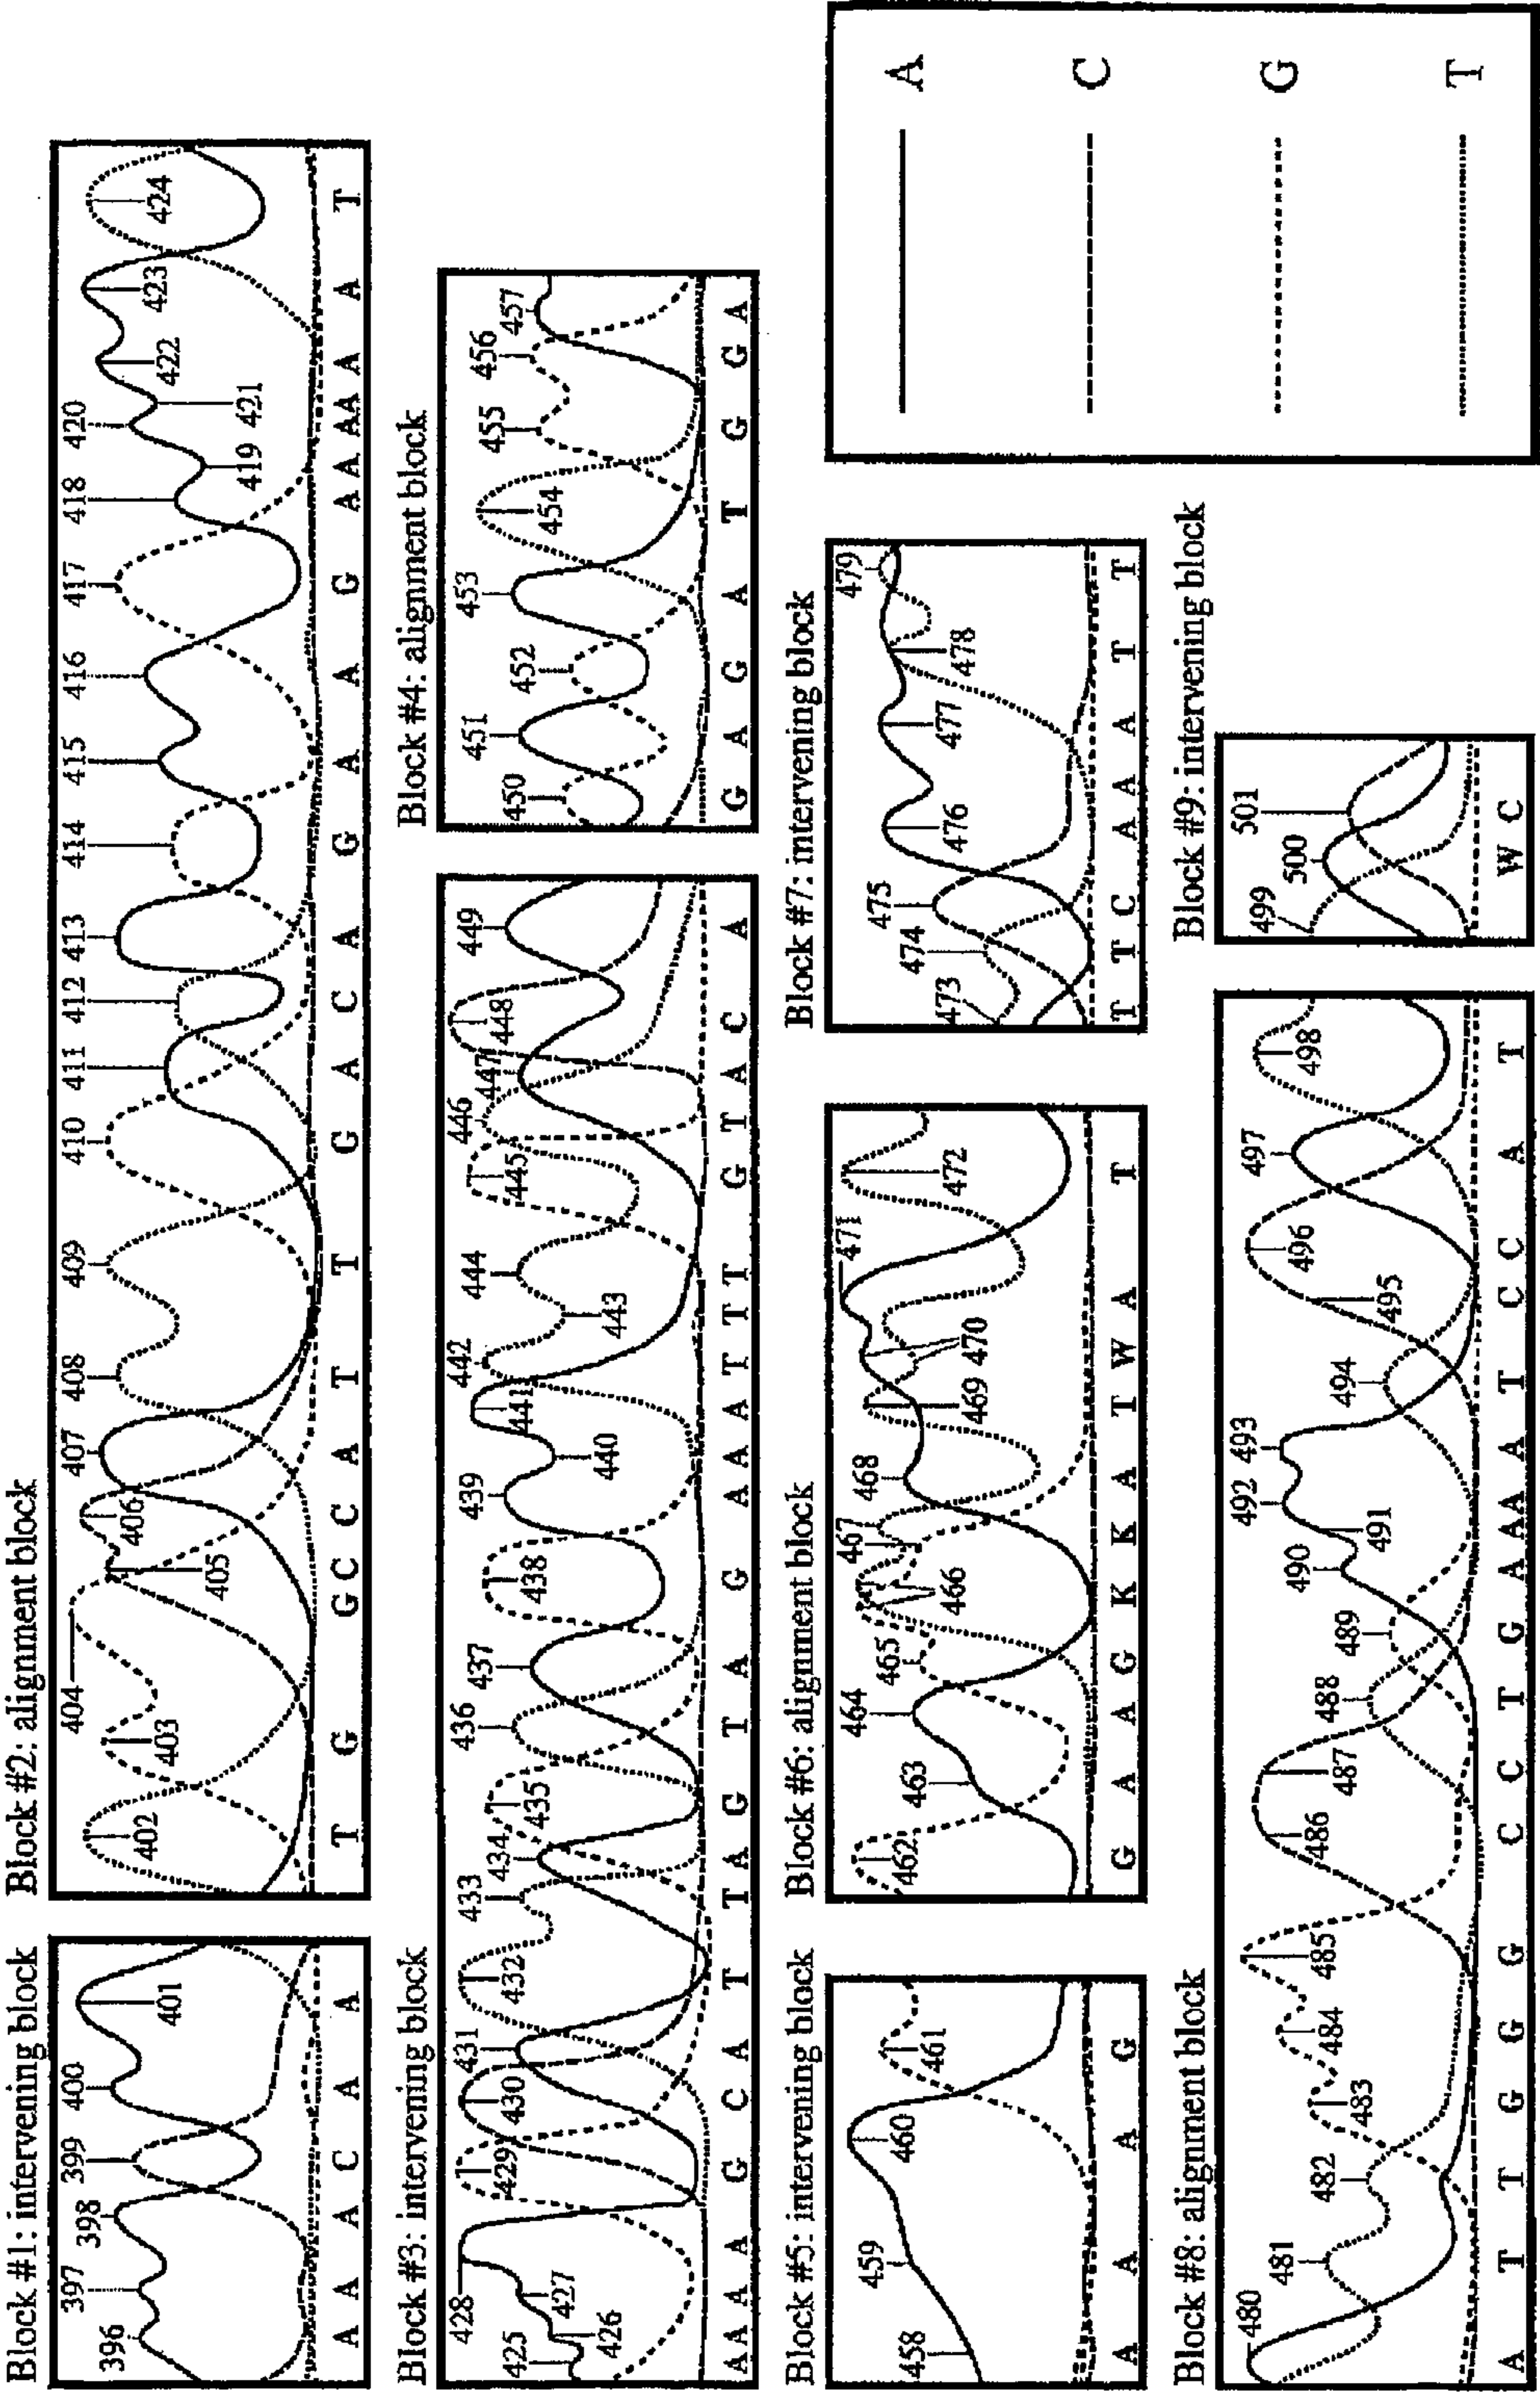 Block #1: intervening block
396 397 398 399 400 401
A A A C A A
Block #2: alignment block
402 403 404 405 406 407 408 409 410 411 412 413 414 415 416 417 418 419 420 421 422 423 424
T G G C C A T T G A C A G A A G A A A A A A T
Block #3: intervening block
425 426 427 428 429 430 431 432 433 434 435 436 437 438 439 440 441 442 443 444 445 446 447 448 449
A A A A G C A T T A G T A G A A A T T T G T A C A
Block #4: alignment block
450 451 452 453 454 455 456 457
G A G A T G G A
Block #5: intervening block
458 459 460 461
A A A G
Block #6: alignment block
462 463 464 465 466 467 468 469 470 471 472
G A A G K K A T W A T
Block #7: intervening block
473 474 475 476 477 478 479
T T C A A T T
Block #8: alignment block
480 481 482 483 484 485 486 487 488 489 490 491 492 493 494 495 496 497 498
A T T G G G C C T G A A A A T C C A T
Block #9: intervening block
499 500 501
W C
A
C
G
T